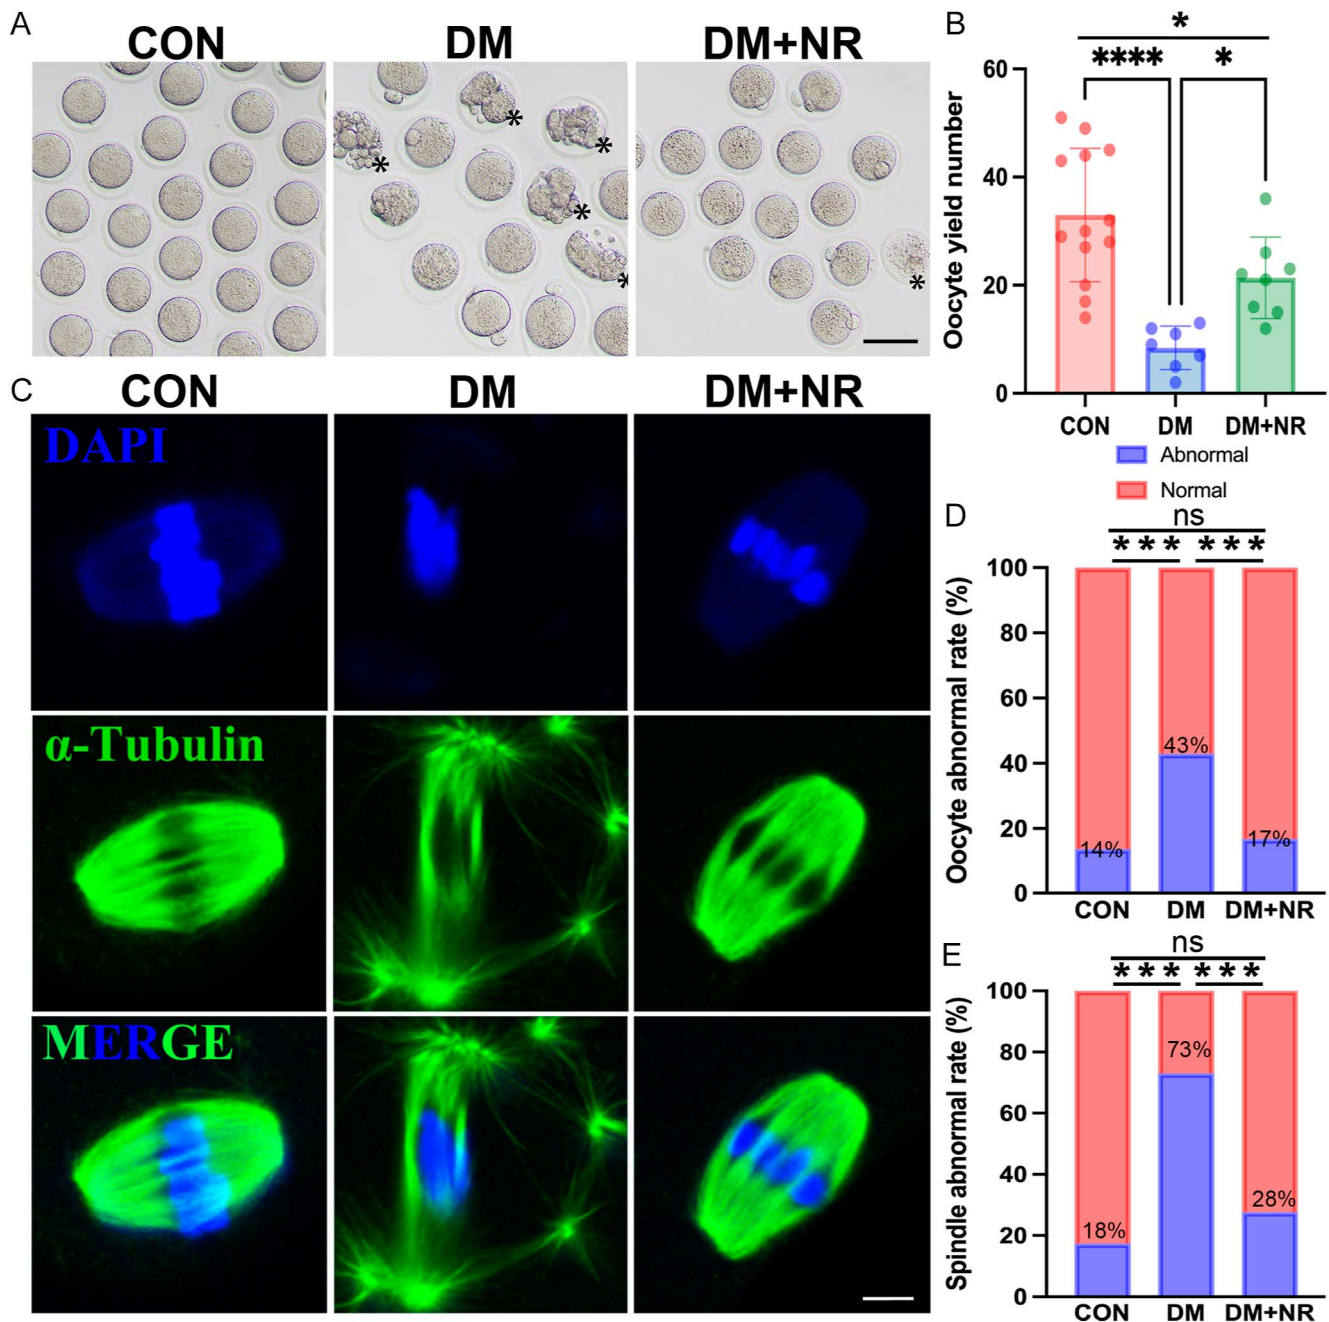 A
CON DM DM+NR
* * * * *
*
B
*
**** *
Oocyte yield number
60
40
20
0
CON DM DM+NR
C
CON DM DM+NR
DAPI
α-Tubulin
MERGE
Abnormal
Normal
D
ns
*** ***
Oocyte abnormal rate (%)
100
80
60
40
20
0
14% 43% 17%
CON DM DM+NR
E
ns
*** ***
Spindle abnormal rate (%)
100
80
60
40
20
0
18% 73% 28%
CON DM DM+NR